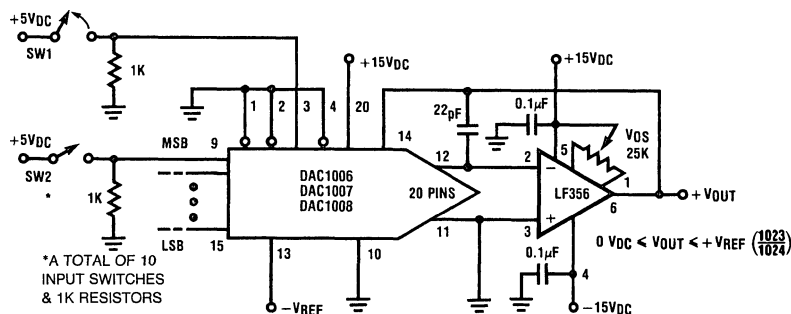 +5VDC
SW1
1K
+5VDC
SW2
*
1K
MSB
LSB
9
15
1
2
3
4
20
+15VDC
14
22pF
DAC1006
DAC1007
DAC1008
20 PINS
12
11
13
10
−VREF
+15VDC
0.1μF
VOS
25K
5
1
2
−
LF356
+
3
6
+VOUT
0.1μF
4
−15VDC
0 VDC ≤ VOUT ≤ +VREF (1023/1024)
*A TOTAL OF 10
INPUT SWITCHES
& 1K RESISTORS